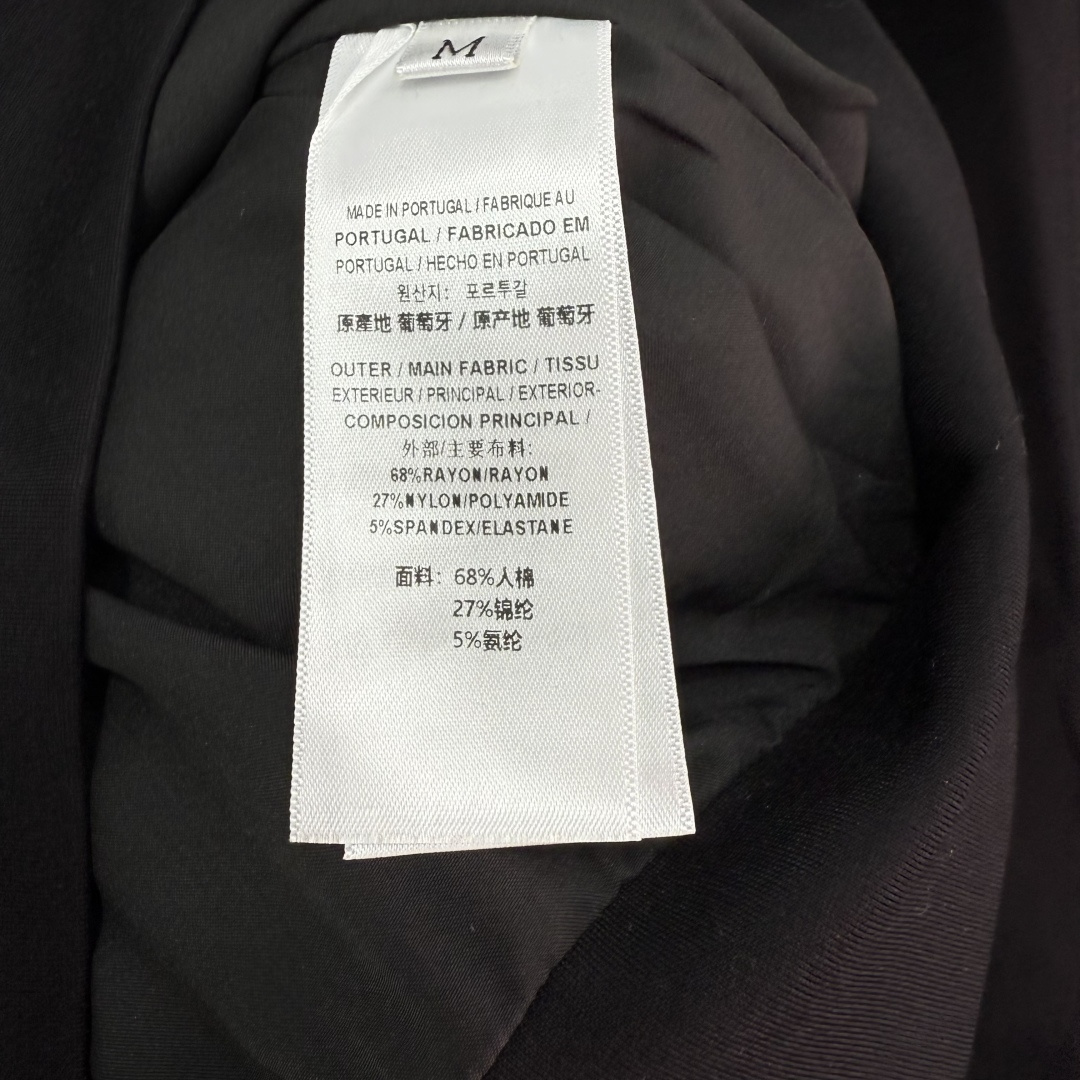 M
MADE IN PORTUGAL / FABRIQUE AU
PORTUGAL / FABRICADO EM
PORTUGAL / HECHO EN PORTUGAL
원산지: 포르투갈
原產地 葡萄牙 / 原产地 葡萄牙
OUTER / MAIN FABRIC / TISSU
EXTERIEUR / PRINCIPAL / EXTERIOR-
COMPOSICION PRINCIPAL /
外部/主要布料:
68%RAYON/RAYON
27%NYLON/POLYAMIDE
5%SPANDEX/ELASTANE
面料: 68%人棉
27%锦纶
5%氨纶